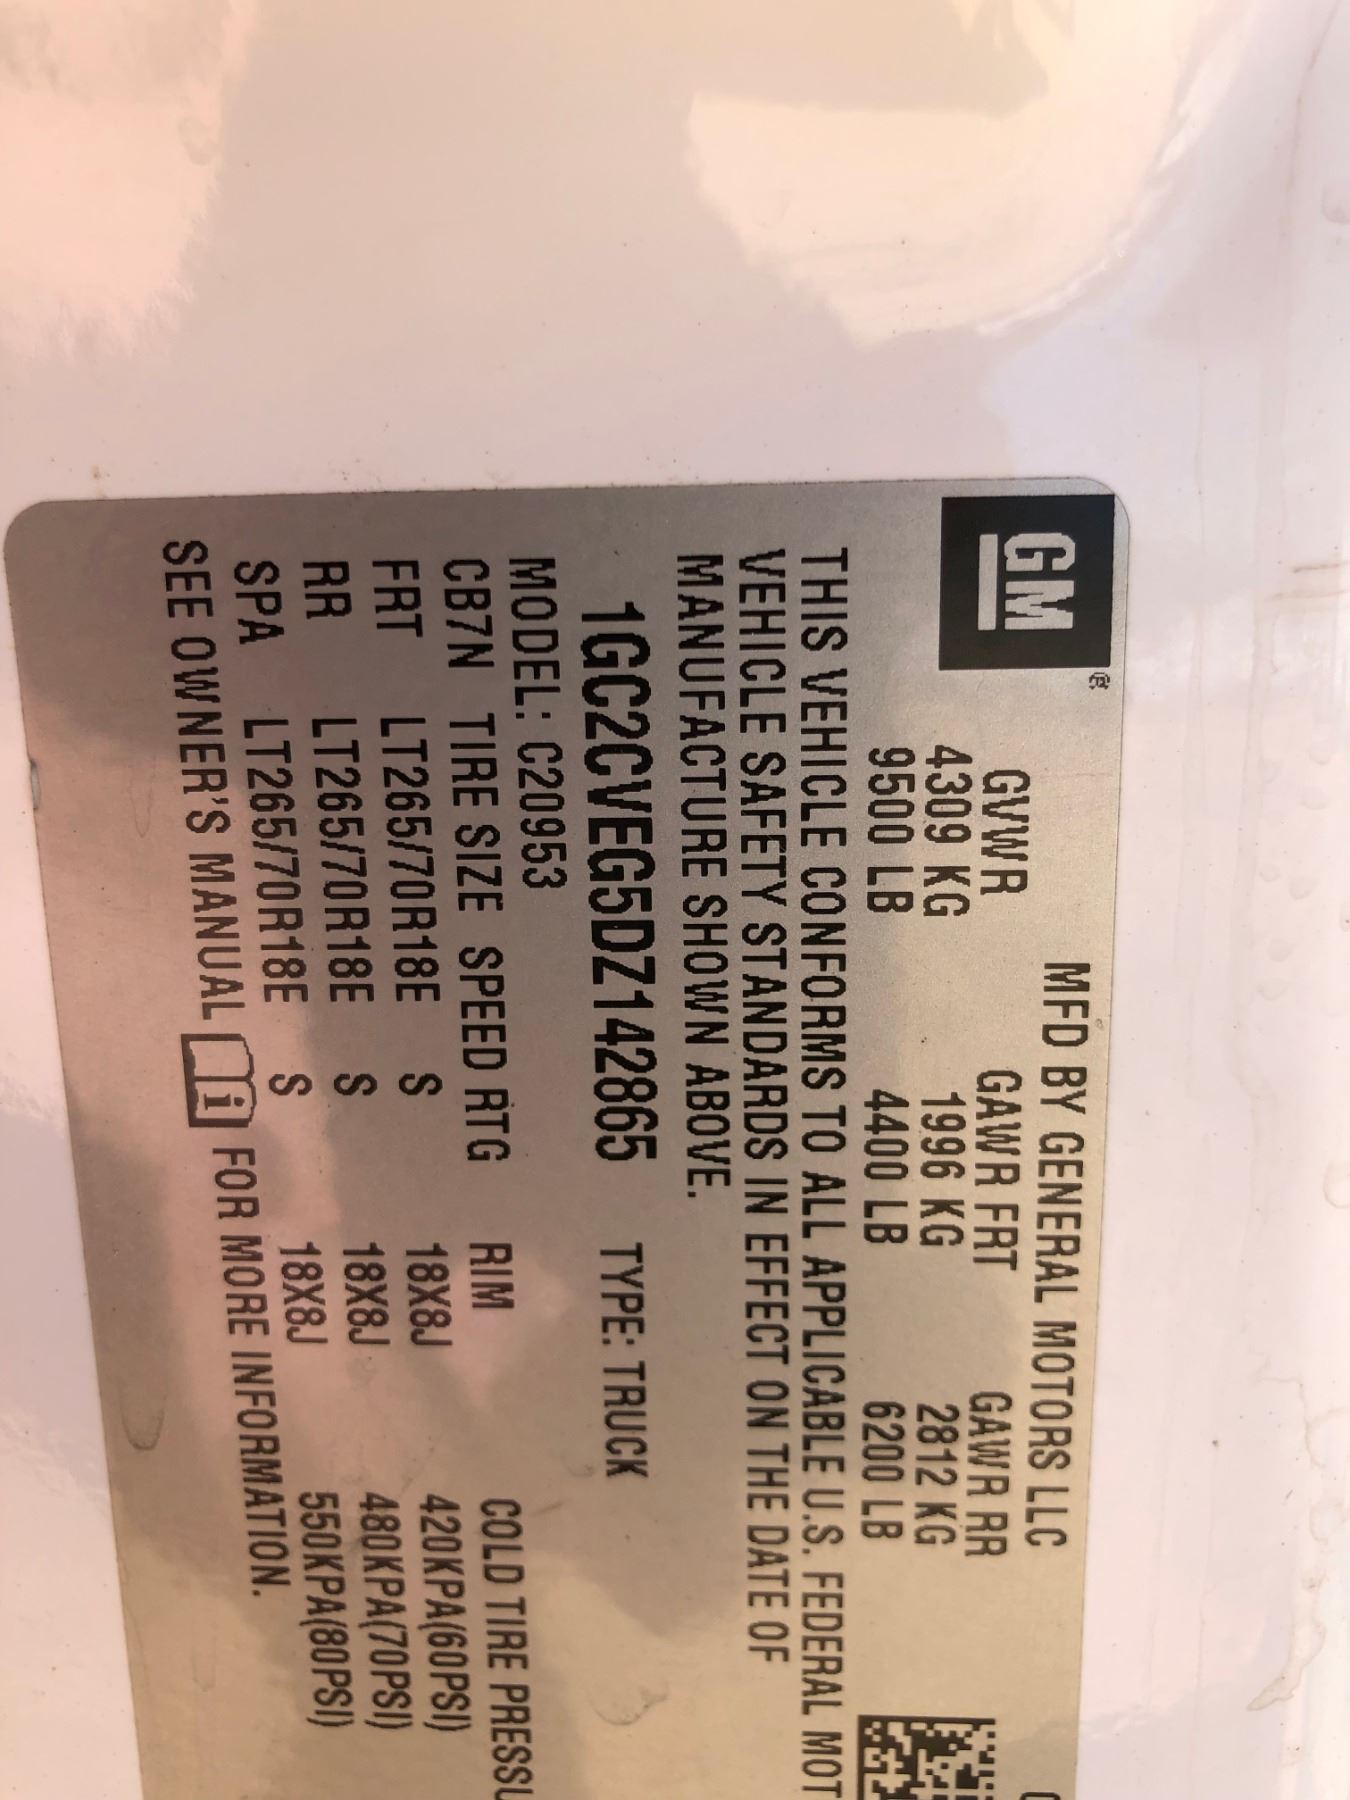 GM®
MFD BY GENERAL MOTORS LLC
GVWR GAWR FRT GAWR RR
4309 KG 1996 KG 2812 KG
9500 LB 4400 LB 6200 LB
THIS VEHICLE CONFORMS TO ALL APPLICABLE U.S. FEDERAL MOT
VEHICLE SAFETY STANDARDS IN EFFECT ON THE DATE OF
MANUFACTURE SHOWN ABOVE.
1GC2CVEG5DZ142865 TYPE: TRUCK
MODEL: C20953
CB7N TIRE SIZE SPEED RTG RIM COLD TIRE PRESSU
FRT LT265/70R18E S 18X8J 420KPA(60PSI)
RR LT265/70R18E S 18X8J 480KPA(70PSI)
SPA LT265/70R18E S 18X8J 550KPA(80PSI)
SEE OWNER'S MANUAL i FOR MORE INFORMATION.